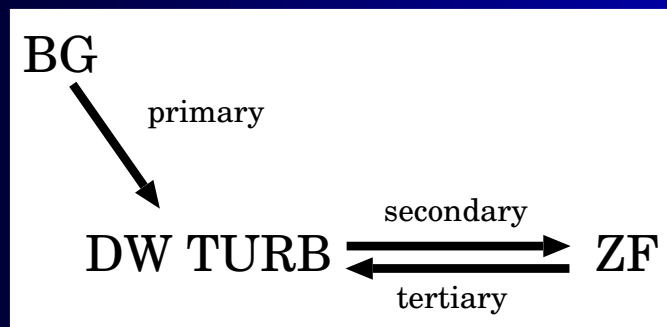 BG
primary
secondary
DW TURB ZF
tertiary